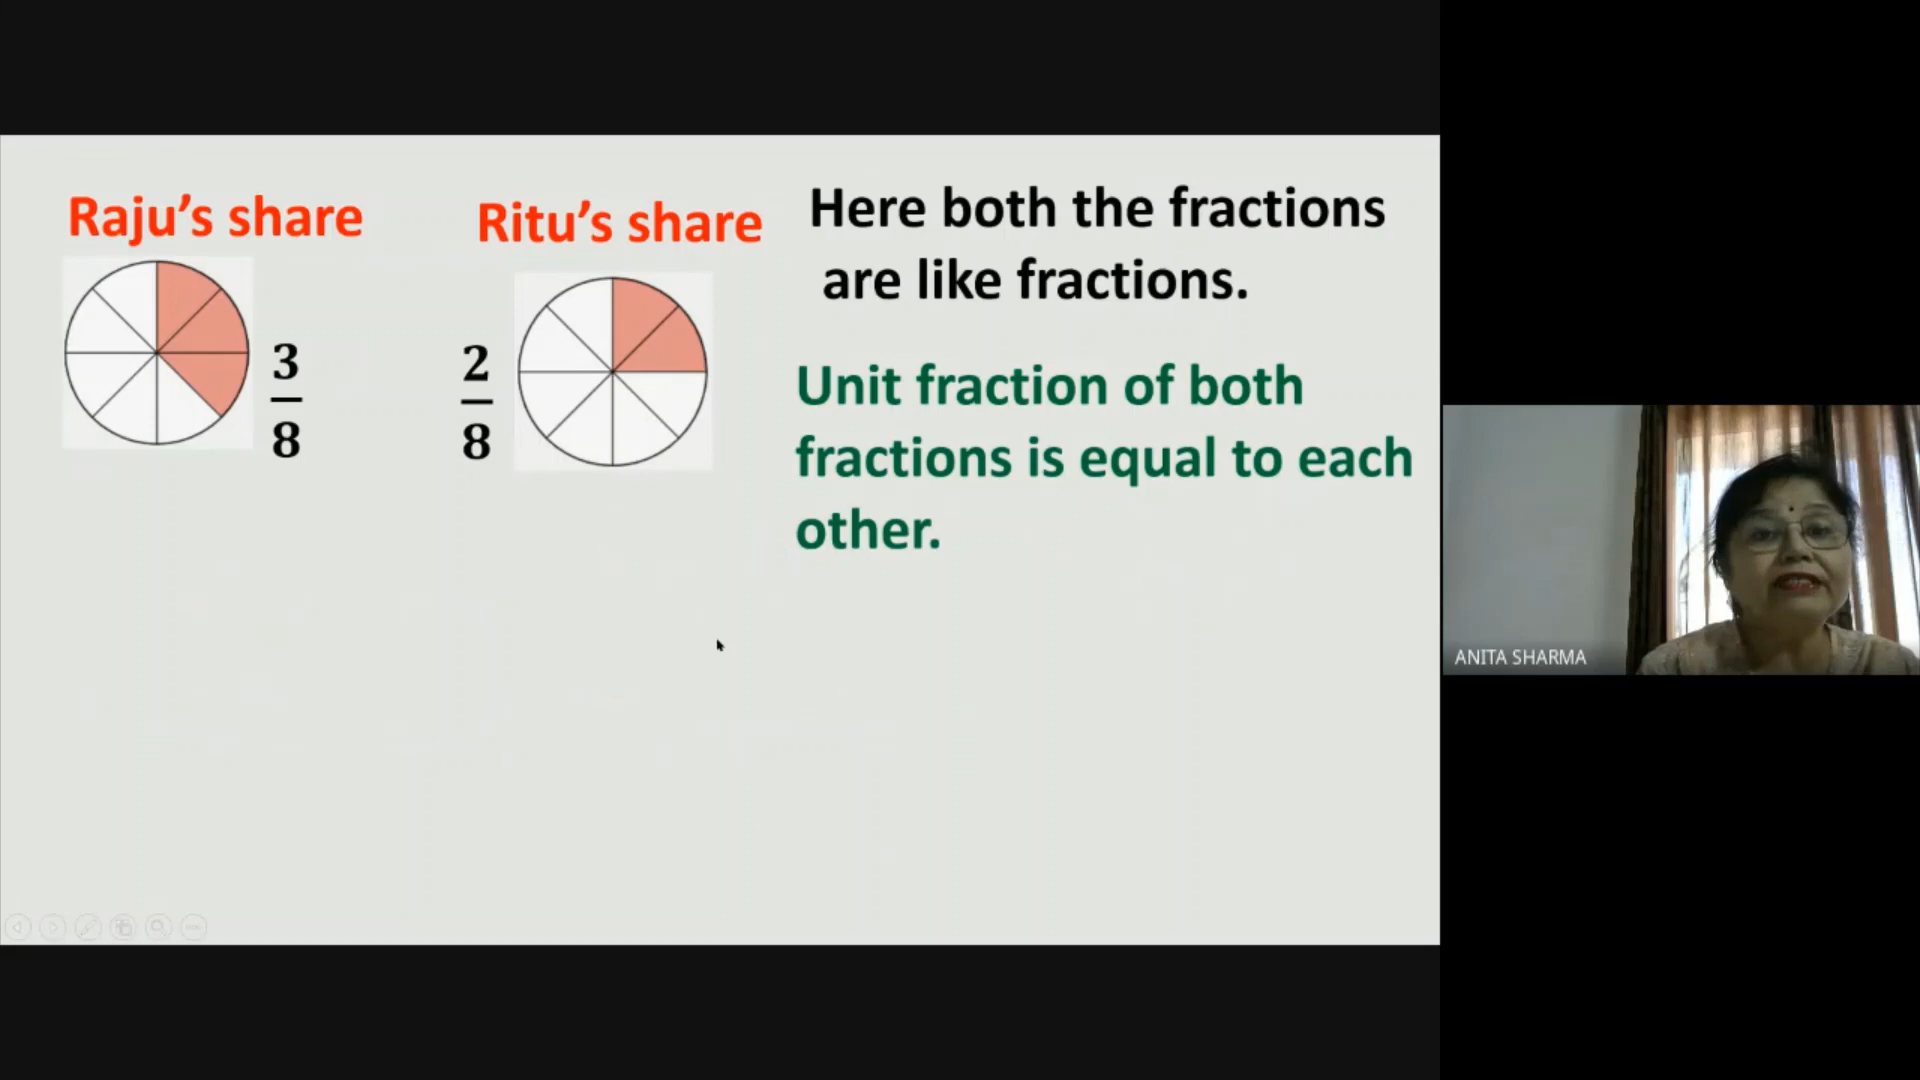 Raju’s share
3
8
Ritu’s share
2
8
Here both the fractions
are like fractions.
Unit fraction of both
fractions is equal to each
other.
ANITA SHARMA